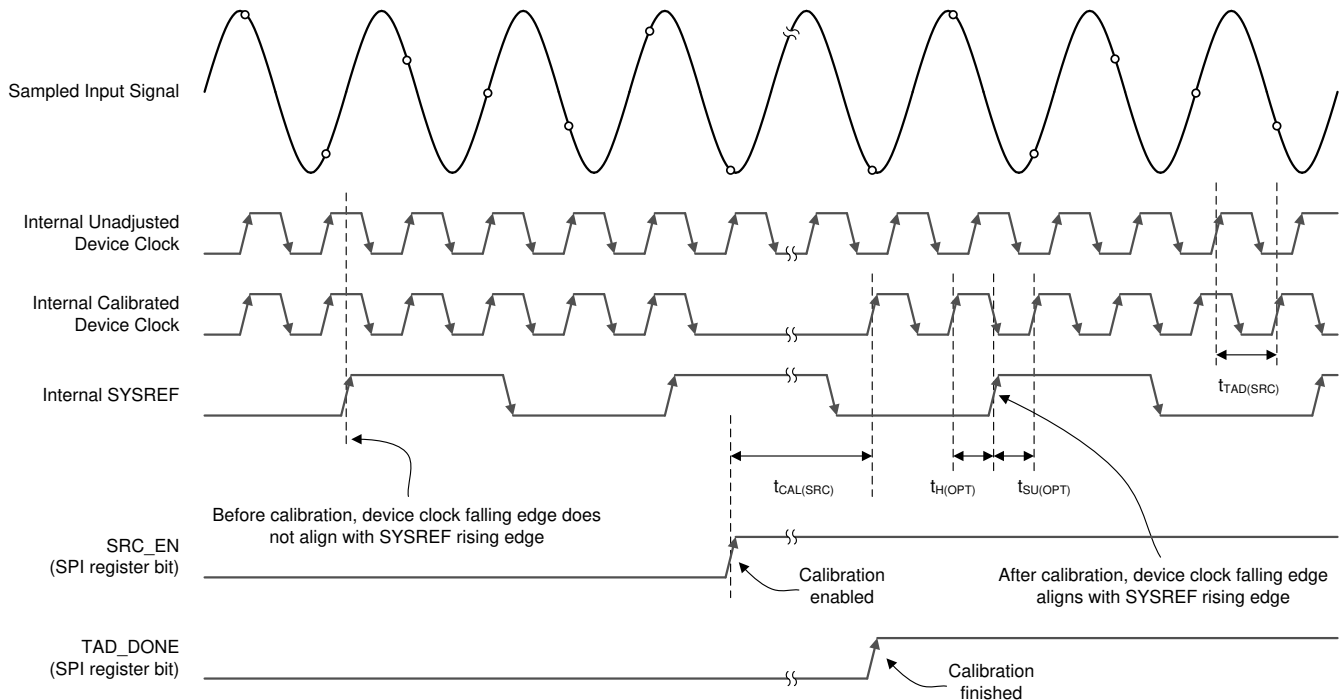 Sampled Input Signal
Internal Unadjusted
Device Clock
Internal Calibrated
Device Clock
Internal SYSREF
tTAD(SRC)
tCAL(SRC)
tH(OPT)
tSU(OPT)
Before calibration, device clock falling edge does
not align with SYSREF rising edge
SRC_EN
(SPI register bit)
Calibration
enabled
After calibration, device clock falling edge
aligns with SYSREF rising edge
TAD_DONE
(SPI register bit)
Calibration
finished